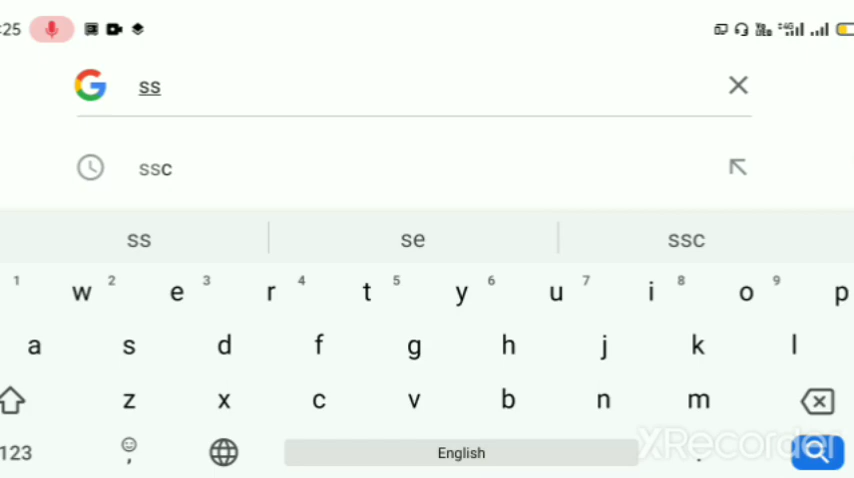 :25
ss
ssc
ss se ssc
1 2 3 4 5 6 7 8 9
w e r t y u i o p
a s d f g h j k l
z x c v b n m
123 , English .
XRecorder